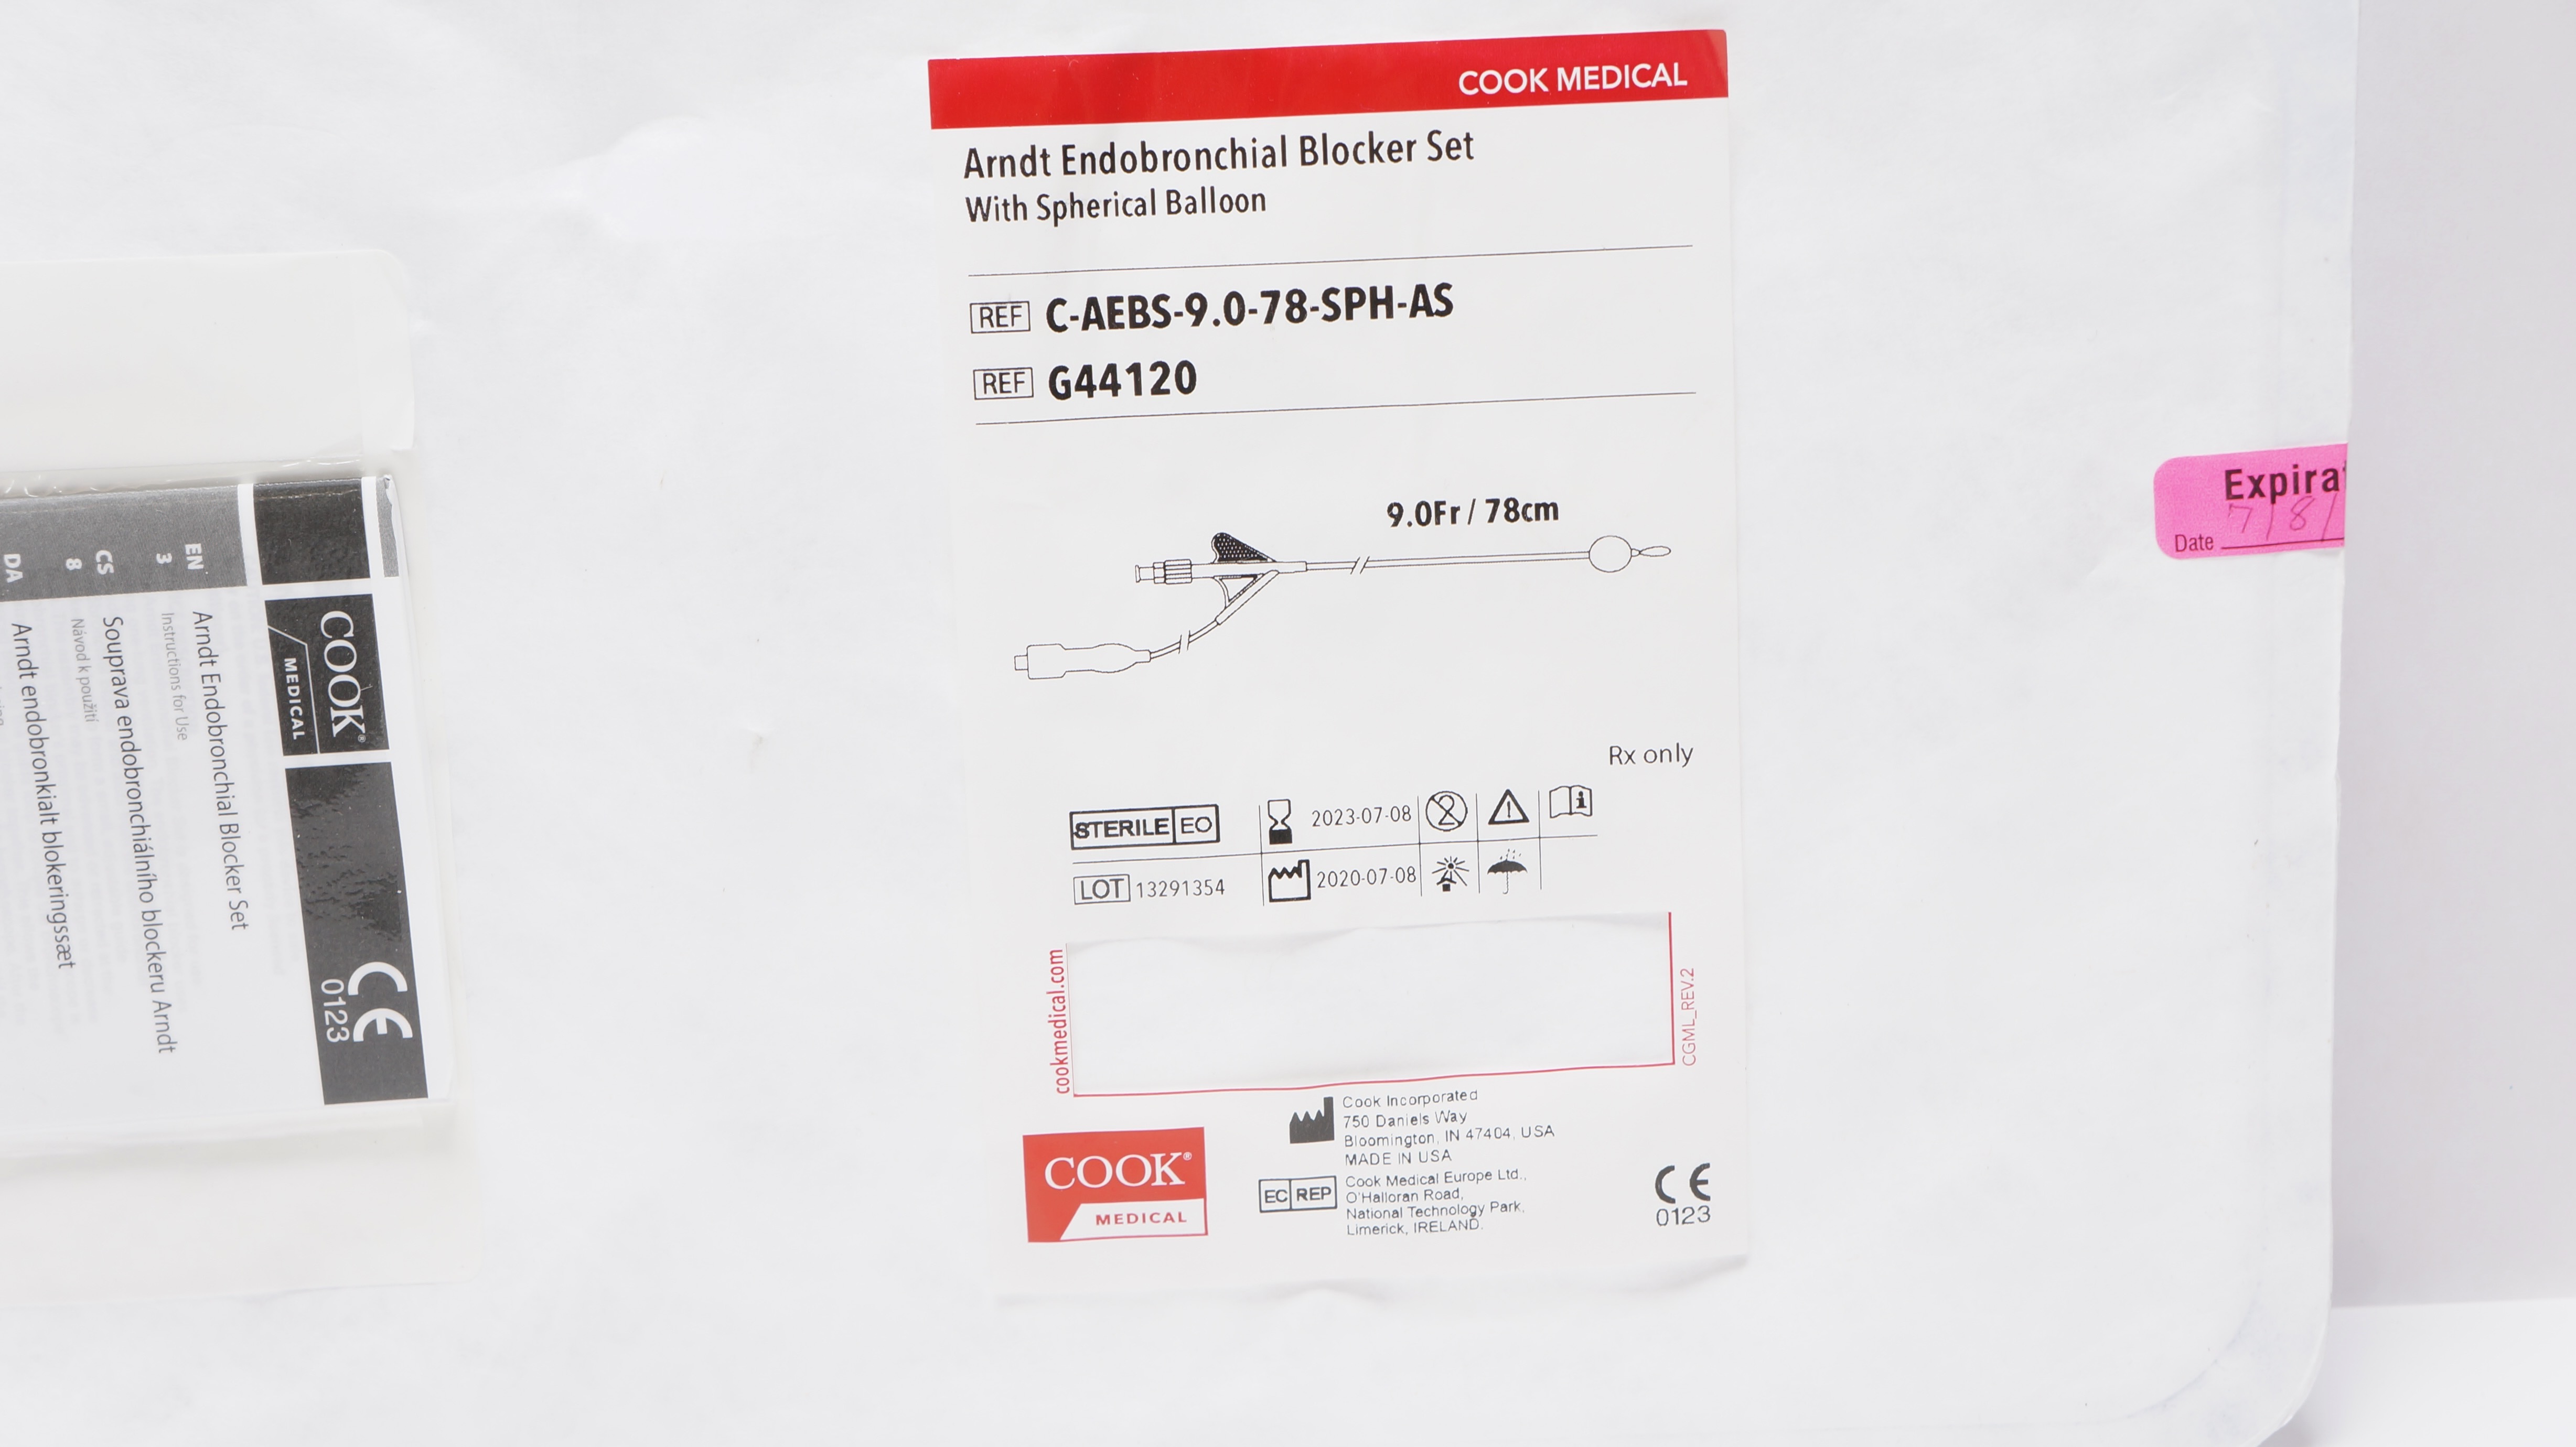 COOK MEDICAL
Arndt Endobronchial Blocker Set
With Spherical Balloon
REF C-AEBS-9.0-78-SPH-AS
REF G44120
9.0Fr / 78cm
Rx only
STERILE EO 2023-07-08
LOT 13291354 2020-07-08
cookmedical.com
CGML_REV.2
Cook Incorporated
750 Daniels Way
Bloomington, IN 47404, USA
MADE IN USA
EC REP
Cook Medical Europe Ltd.,
O'Halloran Road,
National Technology Park,
Limerick, IRELAND.
COOK®
MEDICAL
CE
0123
Date 7/8/
COOK®
MEDICAL
CE
0123
EN
3
Arndt Endobronchial Blocker Set
Instructions for Use
CS
8
Souprava endobronchiálního blockeru Arndt
Návod k použití
DA
Arndt endobronkialt blokeringssæt